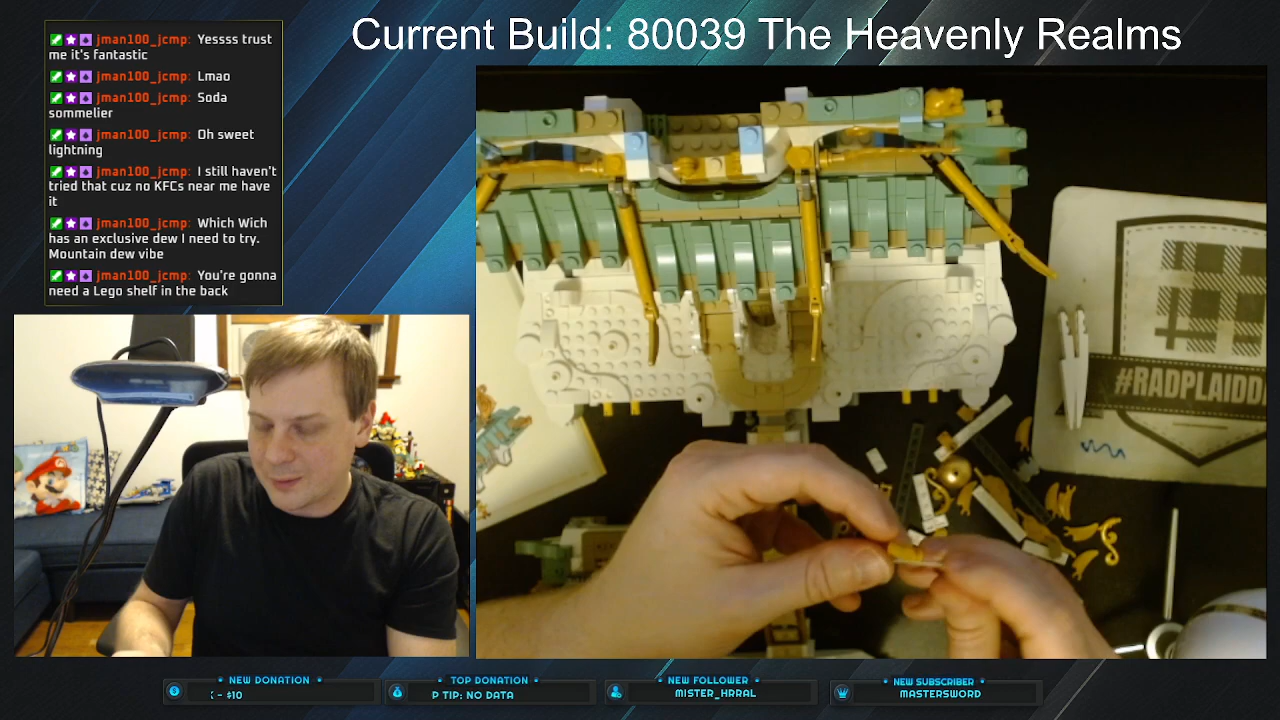 Current Build: 80039 The Heavenly Realms
jman100_jcmp: Yessss trust
me it's fantastic
jman100_jcmp: Lmao
jman100_jcmp: Soda
sommelier
jman100_jcmp: Oh sweet
lightning
jman100_jcmp: I still haven't
tried that cuz no KFCs near me have
it
jman100_jcmp: Which Wich
has an exclusive dew I need to try.
Mountain dew vibe
jman100_jcmp: You're gonna
need a Lego shelf in the back
#RADPLAIDD
NEW DONATION
- $10
TOP DONATION
P TIP: NO DATA
NEW FOLLOWER
MISTER_HRRAL
NEW SUBSCRIBER
MASTERSWORD